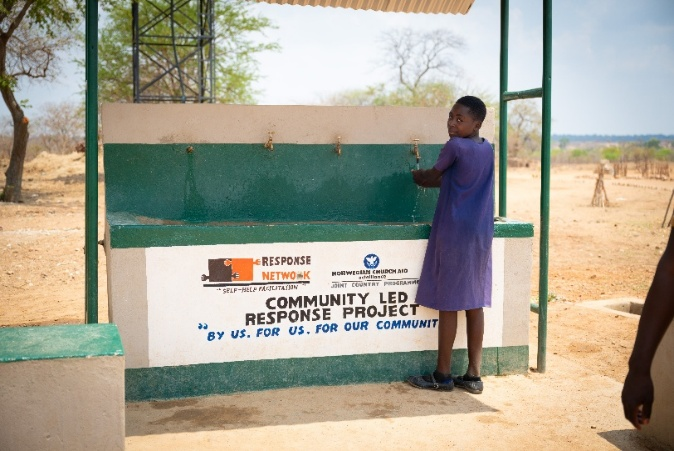 RESPONSE
NETWORK
"SELF-HELP FACILITATION"
NORWEGIAN CHURCH AID
JOINT COUNTRY PROGRAMME
COMMUNITY LED
RESPONSE PROJECT
"BY US. FOR US. FOR OUR COMMUNIT